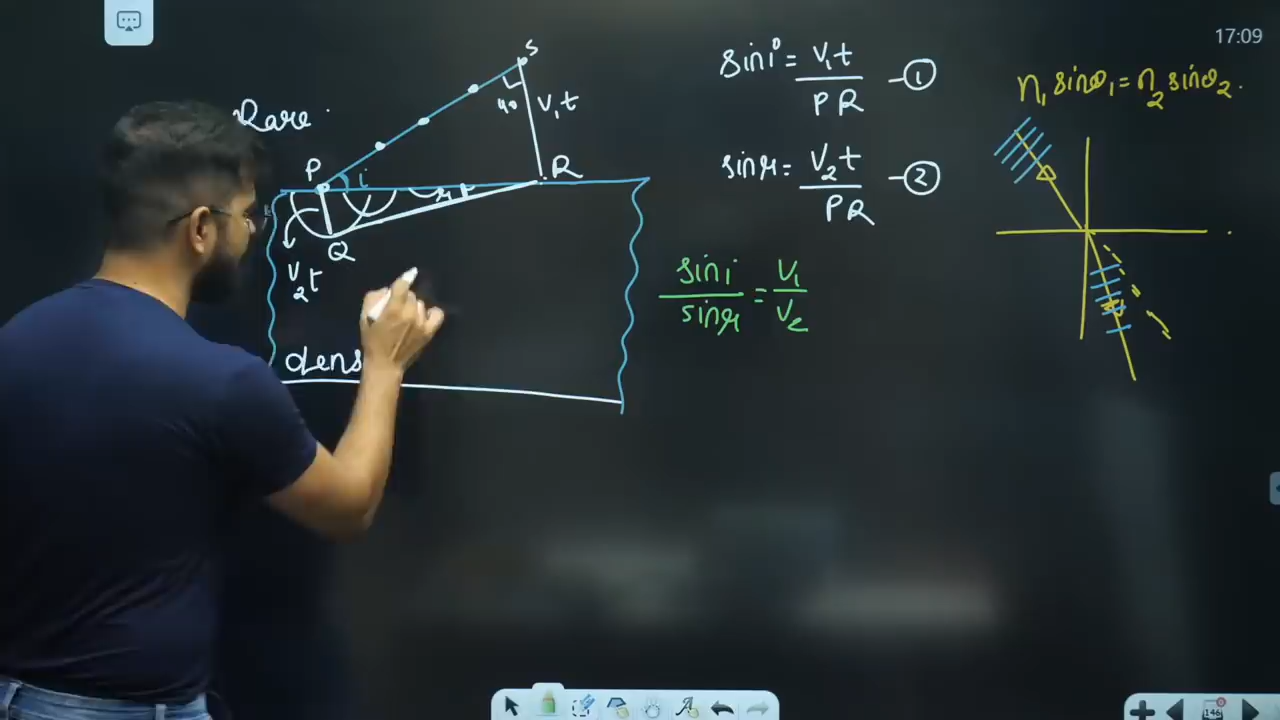 17:09
S
Rare
90
V₁t
P
i
R
r
Q
V₂t
dens
sin i = V₁t / PR —①
sin r = V₂t / PR —②
sin i / sin r = V₁ / V₂
n₁ sinθ₁ = n₂ sinθ₂.
146